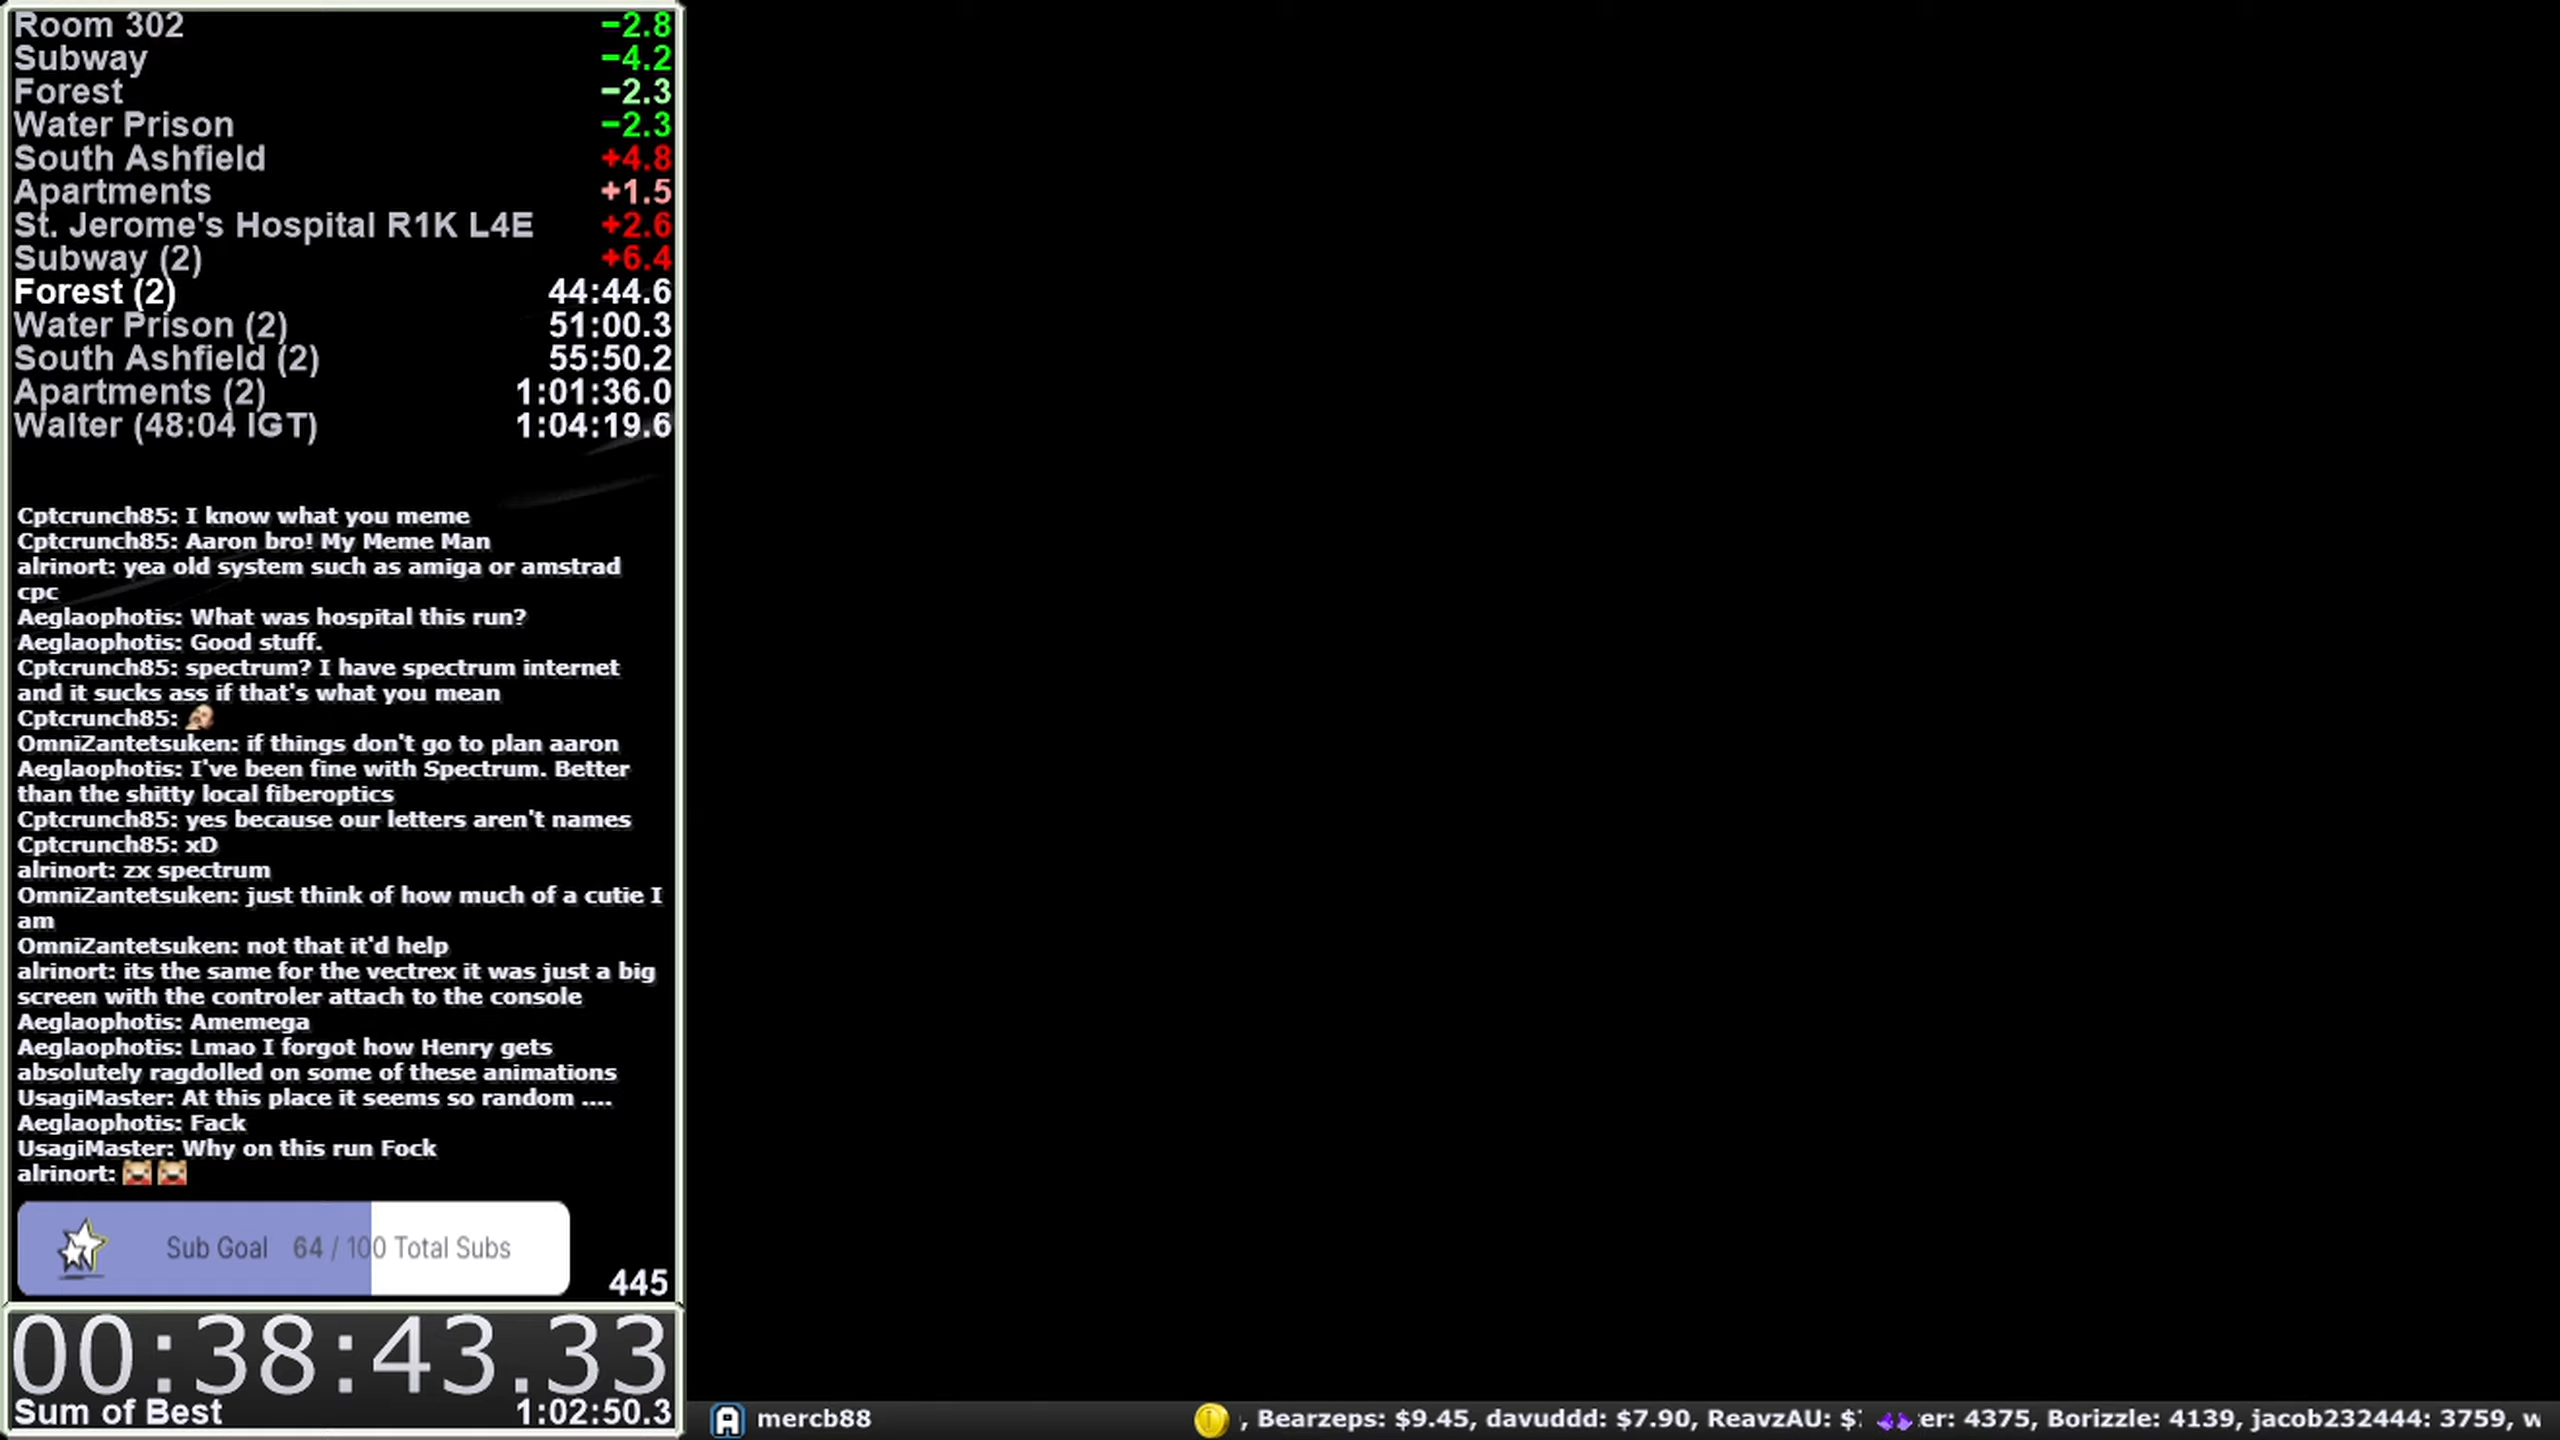 Room 302 −2.8
Subway −4.2
Forest −2.3
Water Prison −2.3
South Ashfield +4.8
Apartments +1.5
St. Jerome's Hospital R1K L4E +2.6
Subway (2) +6.4
Forest (2) 44:44.6
Water Prison (2) 51:00.3
South Ashfield (2) 55:50.2
Apartments (2) 1:01:36.0
Walter (48:04 IGT) 1:04:19.6
Cptcrunch85: I know what you meme
Cptcrunch85: Aaron bro! My Meme Man
alrinort: yea old system such as amiga or amstrad
cpc
Aeglaophotis: What was hospital this run?
Aeglaophotis: Good stuff.
Cptcrunch85: spectrum? I have spectrum internet
and it sucks ass if that's what you mean
Cptcrunch85:
OmniZantetsuken: if things don't go to plan aaron
Aeglaophotis: I've been fine with Spectrum. Better
than the shitty local fiberoptics
Cptcrunch85: yes because our letters aren't names
Cptcrunch85: xD
alrinort: zx spectrum
OmniZantetsuken: just think of how much of a cutie I
am
OmniZantetsuken: not that it'd help
alrinort: its the same for the vectrex it was just a big
screen with the controler attach to the console
Aeglaophotis: Amemega
Aeglaophotis: Lmao I forgot how Henry gets
absolutely ragdolled on some of these animations
UsagiMaster: At this place it seems so random ....
Aeglaophotis: Fack
UsagiMaster: Why on this run Fock
alrinort:
Sub Goal 64 / 100 Total Subs
445
00:38:43.33
Sum of Best 1:02:50.3
mercb88
, Bearzeps: $9.45, davuddd: $7.90, ReavzAU: $
er: 4375, Borizzle: 4139, jacob232444: 3759, w